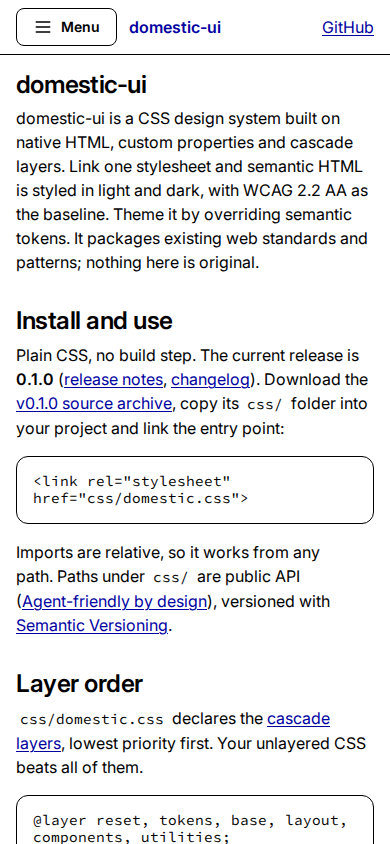 Menu domestic-ui GitHub
domestic-ui
domestic-ui is a CSS design system built on
native HTML, custom properties and cascade
layers. Link one stylesheet and semantic HTML
is styled in light and dark, with WCAG 2.2 AA as
the baseline. Theme it by overriding semantic
tokens. It packages existing web standards and
patterns; nothing here is original.
Install and use
Plain CSS, no build step. The current release is
0.1.0 (release notes, changelog). Download the
v0.1.0 source archive, copy its css/ folder into
your project and link the entry point:
<link rel="stylesheet"
href="css/domestic.css">
Imports are relative, so it works from any
path. Paths under css/ are public API
(Agent-friendly by design), versioned with
Semantic Versioning.
Layer order
css/domestic.css declares the cascade
layers, lowest priority first. Your unlayered CSS
beats all of them.
@layer reset, tokens, base, layout,
components, utilities;